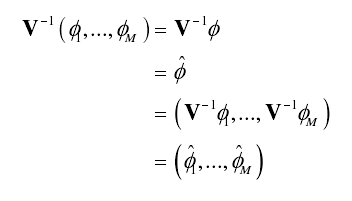 𝐕⁻¹(ϕ₁,...,ϕ_M) = 𝐕⁻¹ϕ
= ϕ̂
= (𝐕⁻¹ϕ₁,...,𝐕⁻¹ϕ_M)
= (ϕ̂₁,...,ϕ̂_M)